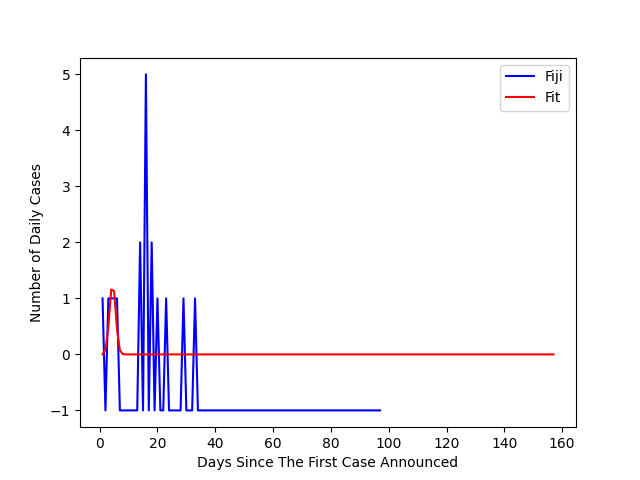 Fiji
Fit
5
4
3
2
1
0
−1
Number of Daily Cases
0 20 40 60 80 100 120 140 160
Days Since The First Case Announced